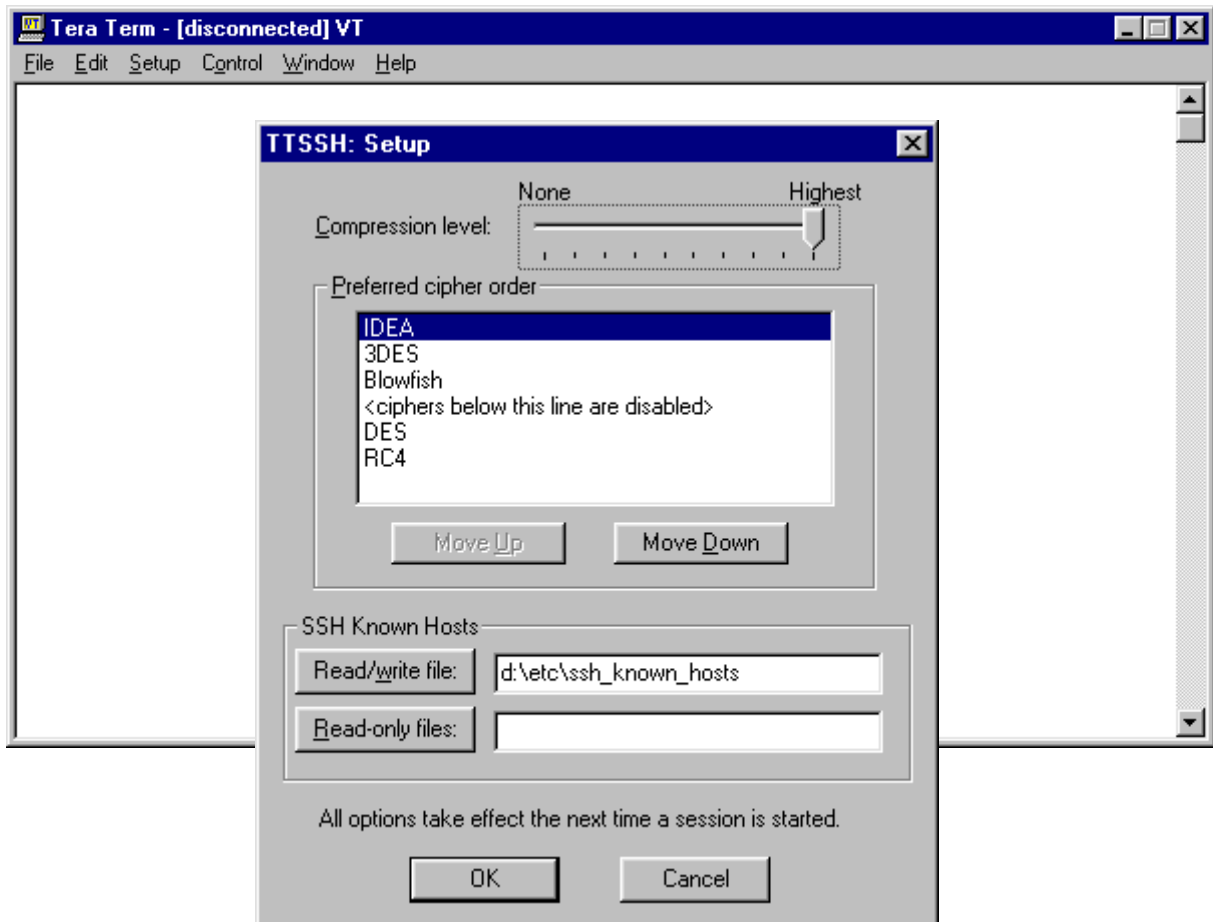 Tera Term - [disconnected] VT
File Edit Setup Control Window Help
TTSSH: Setup
None Highest
Compression level:
Preferred cipher order
IDEA
3DES
Blowfish
<ciphers below this line are disabled>
DES
RC4
Move Up Move Down
SSH Known Hosts
Read/write file: d:\etc\ssh_known_hosts
Read-only files:
All options take effect the next time a session is started.
OK Cancel